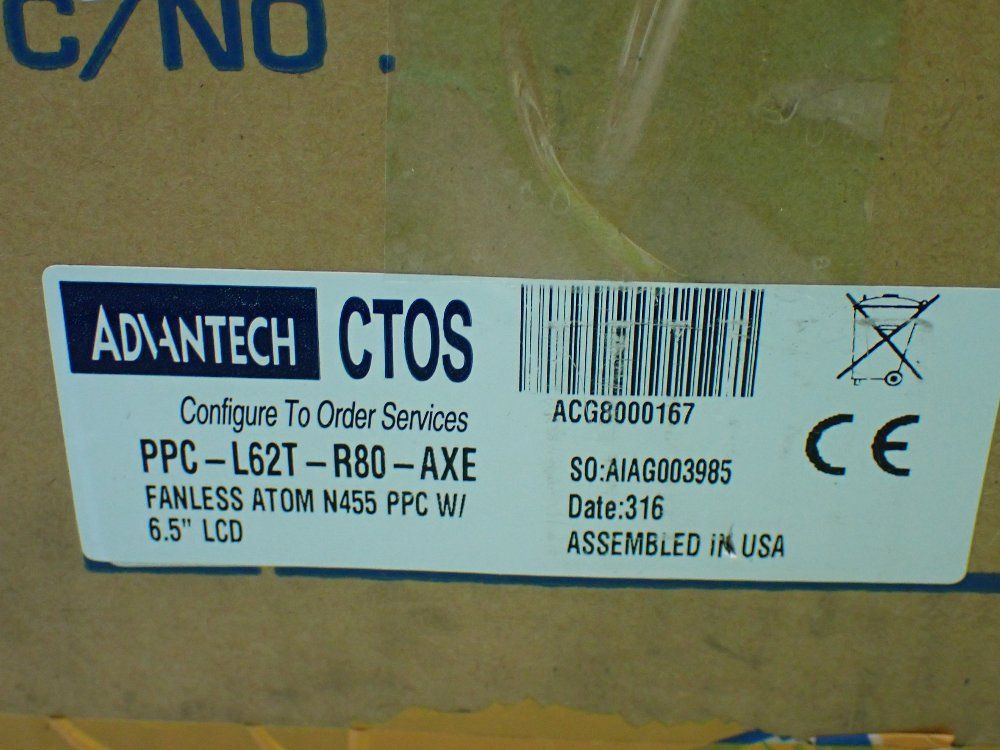 C/NO.
ADVANTECH CTOS
Configure To Order Services
PPC-L62T-R80-AXE
FANLESS ATOM N455 PPC W/
6.5" LCD
ACG8000167
SO:AIAG003985
Date:316
ASSEMBLED IN USA
CE